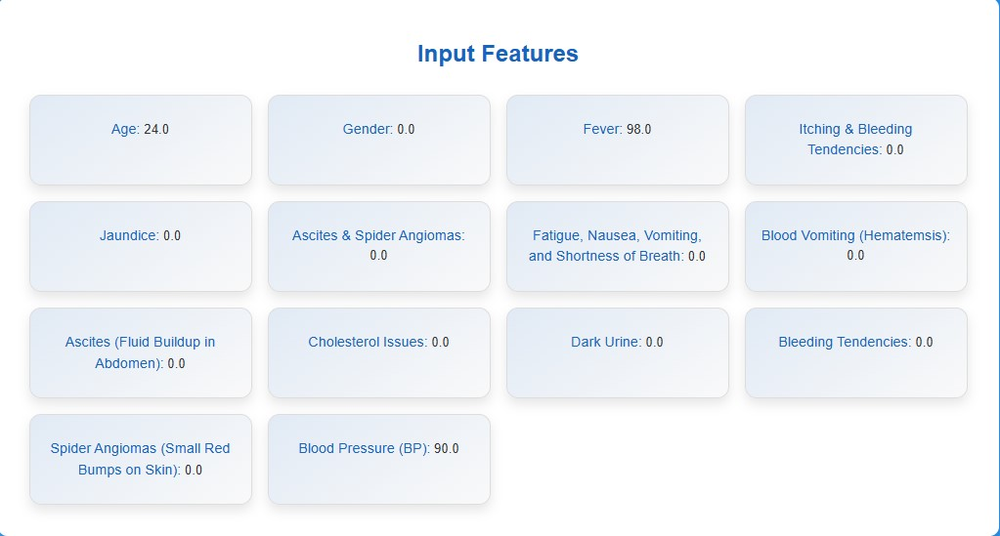 Input Features
Age: 24.0
Gender: 0.0
Fever: 98.0
Itching & Bleeding
Tendencies: 0.0
Jaundice: 0.0
Ascites & Spider Angiomas:
0.0
Fatigue, Nausea, Vomiting,
and Shortness of Breath: 0.0
Blood Vomiting (Hematemsis):
0.0
Ascites (Fluid Buildup in
Abdomen): 0.0
Cholesterol Issues: 0.0
Dark Urine: 0.0
Bleeding Tendencies: 0.0
Spider Angiomas (Small Red
Bumps on Skin): 0.0
Blood Pressure (BP): 90.0